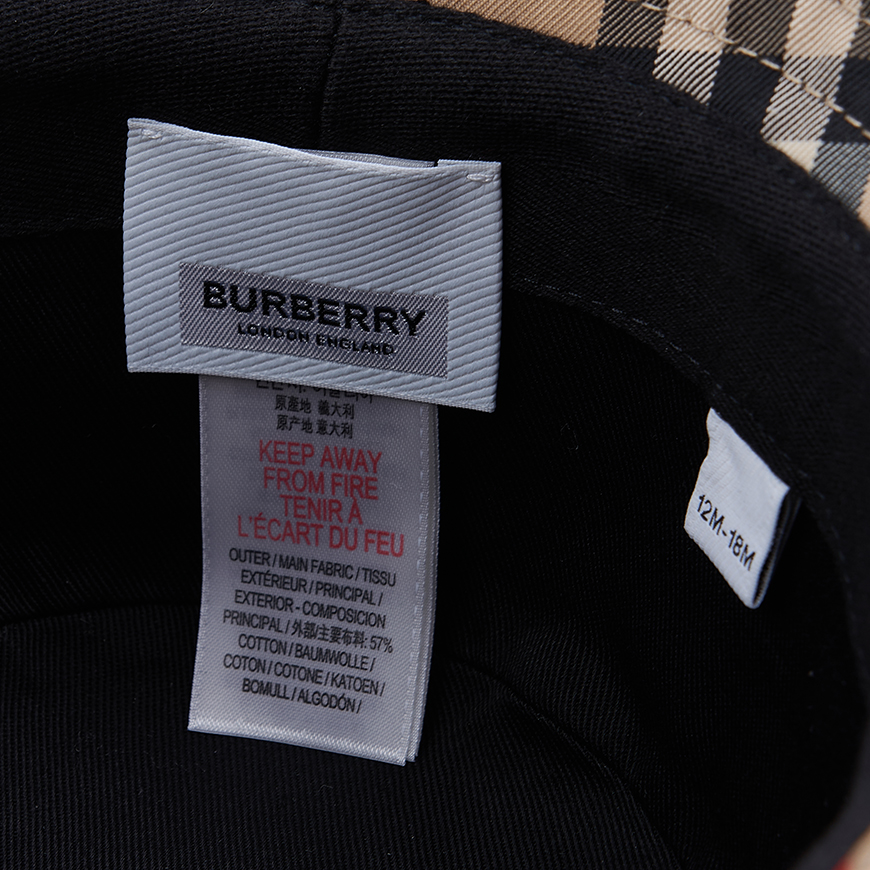 BURBERRY
LONDON ENGLAND
原產地 義大利
原产地 意大利
KEEP AWAY
FROM FIRE
TENIR À
L'ÉCART DU FEU
OUTER / MAIN FABRIC / TISSU
EXTÉRIEUR / PRINCIPAL /
EXTERIOR - COMPOSICION
PRINCIPAL / 外部/主要布料: 57%
COTTON / BAUMWOLLE /
COTON / COTONE / KATOEN /
BOMULL / ALGODÓN /
12M-18M